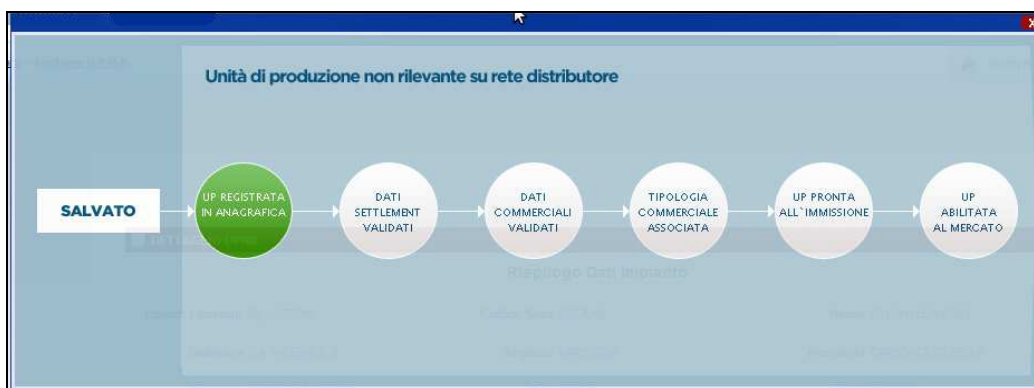 Unità di produzione non rilevante su rete distributore
SALVATO
UP REGISTRATA
IN ANAGRAFICA
DATI
SETTLEMENT
VALIDATI
DATI
COMMERCIALI
VALIDATI
TIPOLOGIA
COMMERCIALE
ASSOCIATA
UP PRONTA
ALL`IMMISSIONE
UP
ABILITATA
AL MERCATO
Riepilogo Dati Impianto